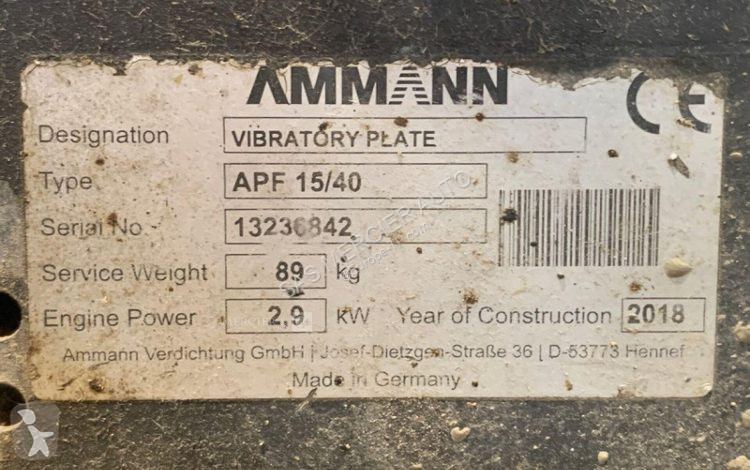 AMMANN
CE
Designation VIBRATORY PLATE
Type APF 15/40
Serial No 13236842
Service Weight 89 kg
Engine Power 2,9 kW Year of Construction 2018
Ammann Verdichtung GmbH | Josef-Dietzgen-Straße 36 | D-53773 Hennef
Made in Germany